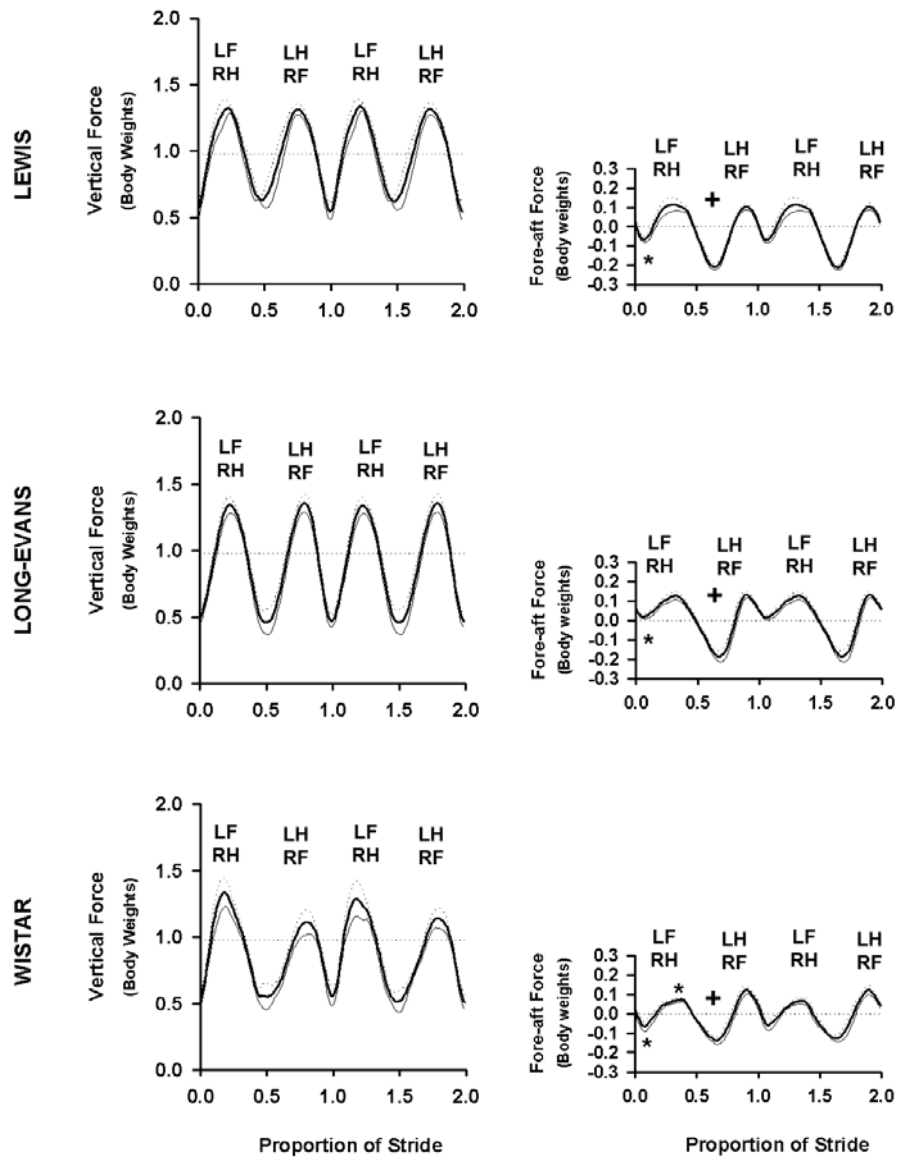 LEWIS
Vertical Force
(Body Weights)
2.0
1.5
1.0
0.5
0.0
LF LH LF LH
RH RF RH RF
0.0 0.5 1.0 1.5 2.0
Fore-aft Force
(Body weights)
LF LH LF LH
RH RF RH RF
0.3
0.3
0.1
0.0
-0.1
-0.2
-0.3
+
*
0.0 0.5 1.0 1.5 2.0
LONG-EVANS
Vertical Force
(Body Weights)
2.0
1.5
1.0
0.5
0.0
LF LH LF LH
RH RF RH RF
0.0 0.5 1.0 1.5 2.0
Fore-aft Force
(Body weights)
LF LH LF LH
RH RF RH RF
0.3
0.2
0.1
0.0
-0.1
-0.2
-0.3
+
*
0.0 0.5 1.0 1.5 2.0
WISTAR
Vertical Force
(Body Weights)
2.0
1.5
1.0
0.5
0.0
LF LH LF LH
RH RF RH RF
0.0 0.5 1.0 1.5 2.0
Fore-aft Force
(Body weights)
LF LH LF LH
RH RF RH RF
0.3
0.2
0.1
0.0
-0.1
-0.2
-0.3
* +
*
0.0 0.5 1.0 1.5 2.0
Proportion of Stride
Proportion of Stride